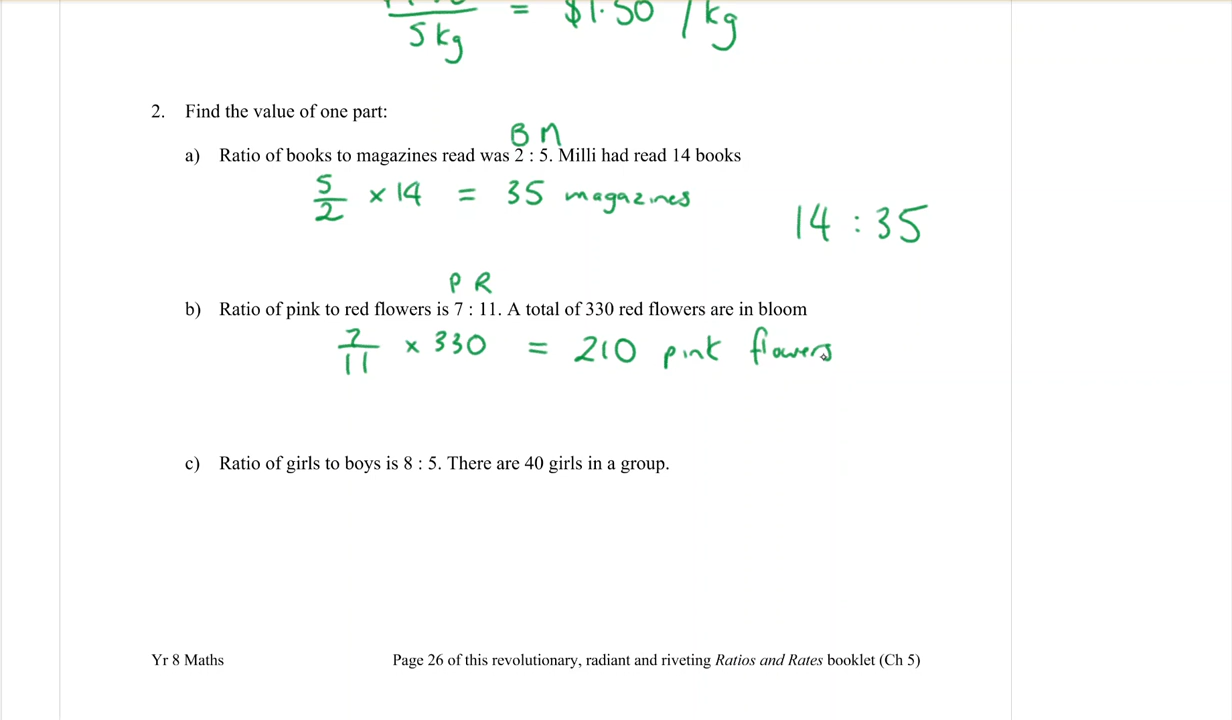 5 kg = $1.50 / kg
2. Find the value of one part:
B M
a) Ratio of books to magazines read was 2 : 5. Milli had read 14 books
5/2 × 14 = 35 magazines
14 : 35
P R
b) Ratio of pink to red flowers is 7 : 11. A total of 330 red flowers are in bloom
7/11 × 330 = 210 pink flowers
c) Ratio of girls to boys is 8 : 5. There are 40 girls in a group.
Yr 8 Maths Page 26 of this revolutionary, radiant and riveting Ratios and Rates booklet (Ch 5)